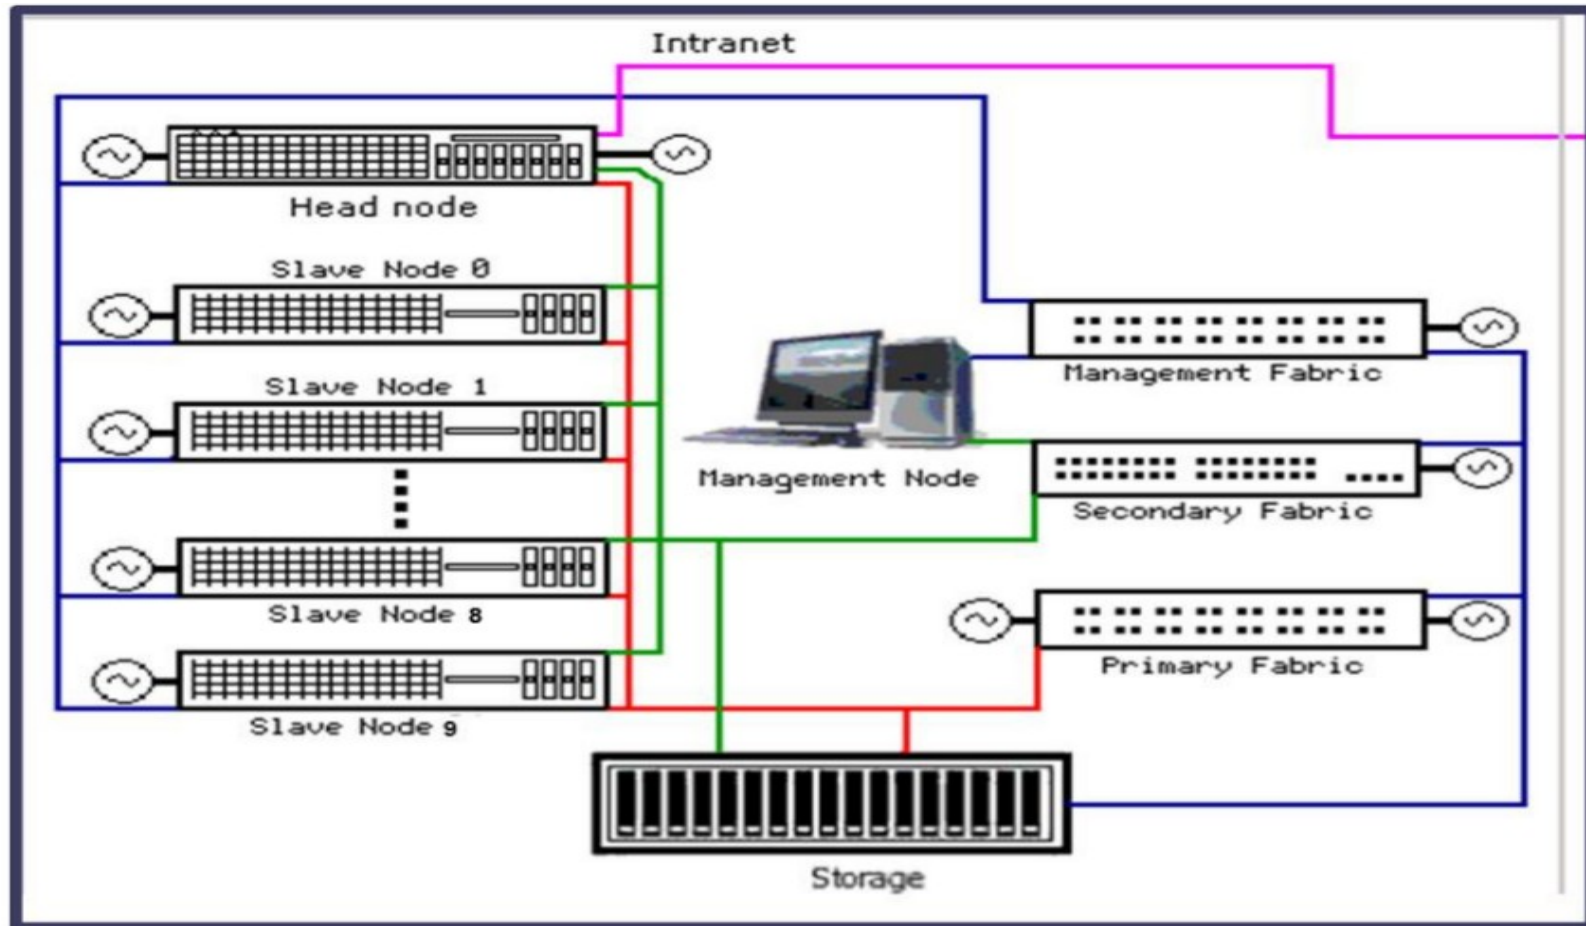 Intranet
Head node
Slave Node 0
Slave Node 1
Management Fabric
Management Node
Secondary Fabric
Slave Node 8
Primary Fabric
Slave Node 9
Storage